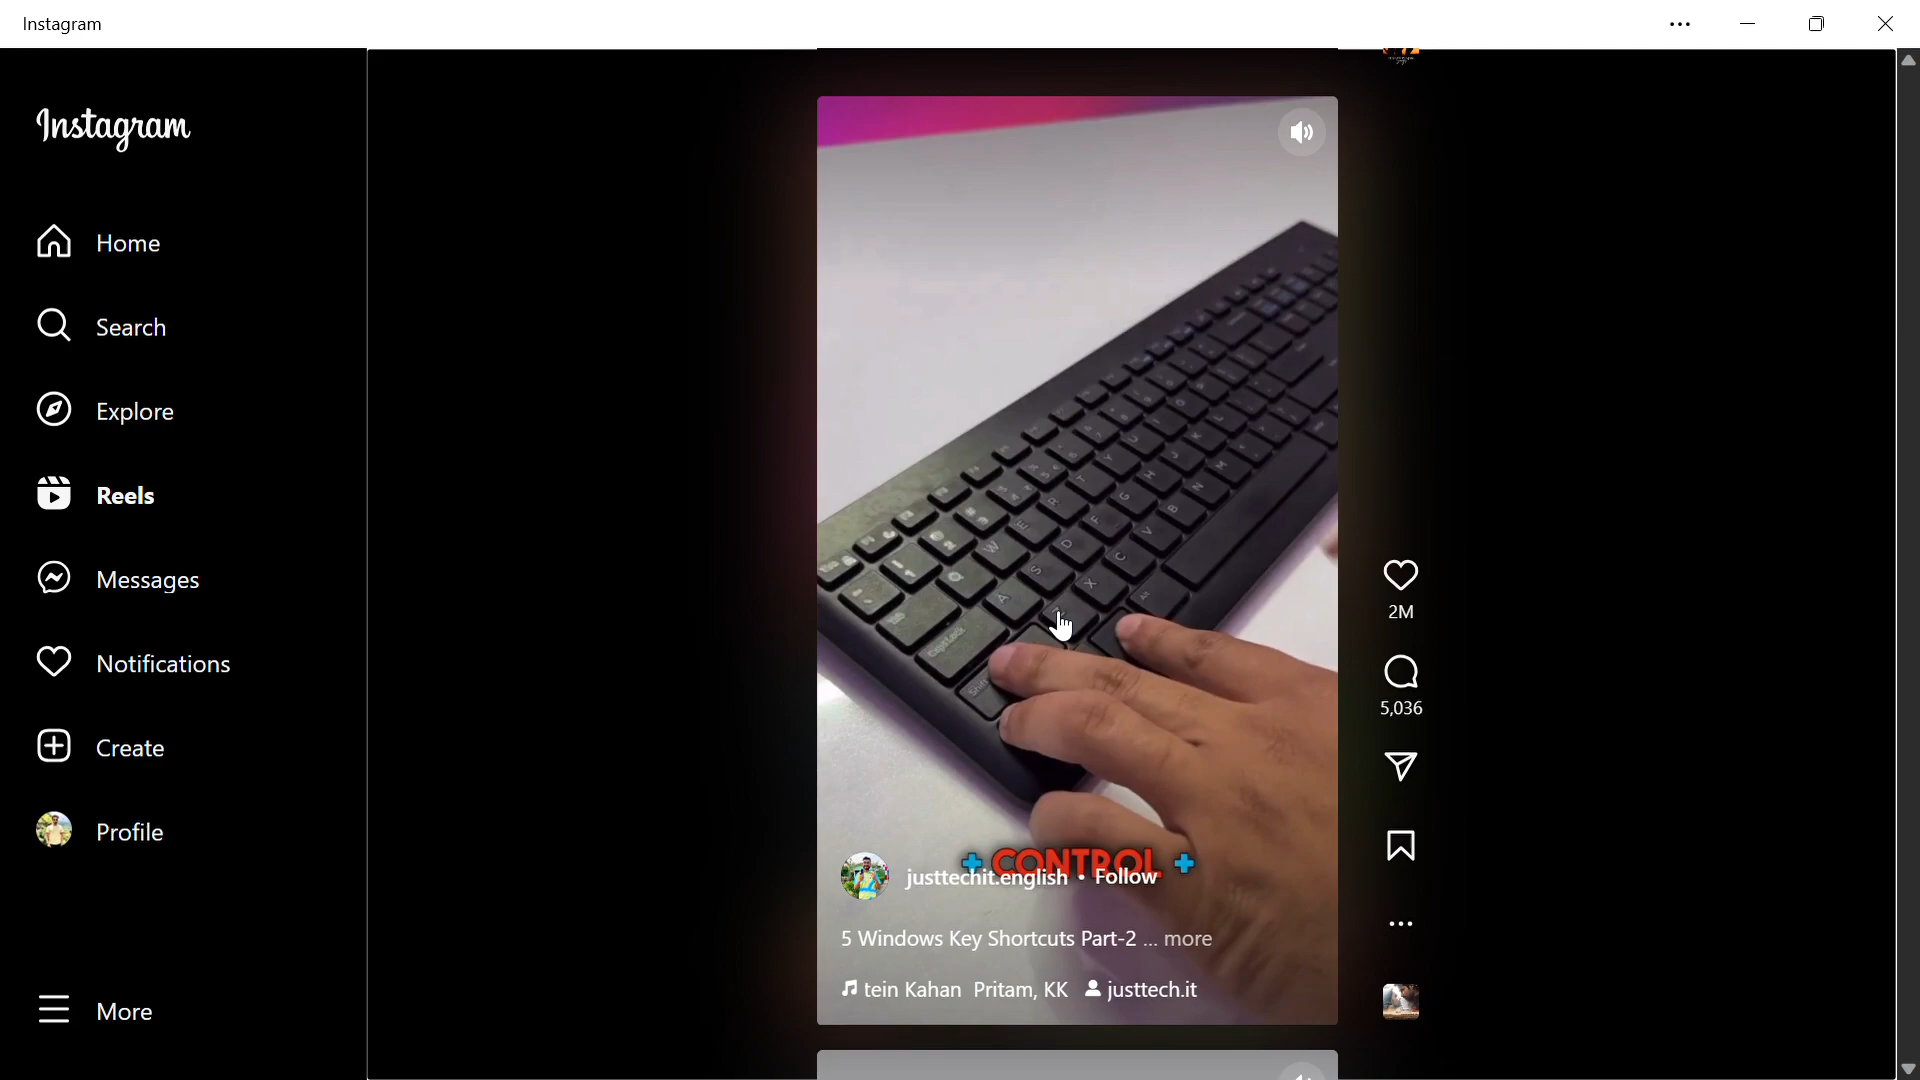 Instagram
Instagram
Home
Search
Explore
Reels
Messages
Notifications
Create
Profile
More
+ CONTROL +
justtechit.english • Follow
5 Windows Key Shortcuts Part-2 ... more
tein Kahan Pritam, KK justtech.it
2M
5,036